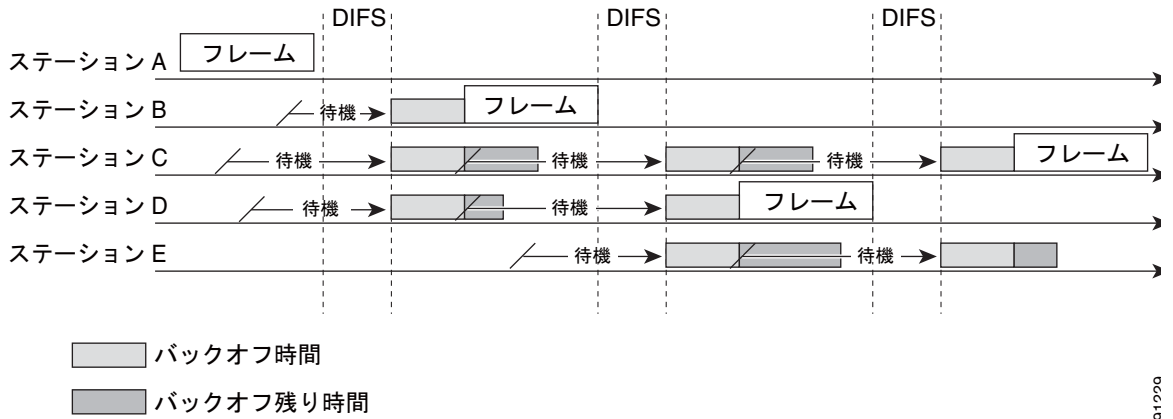 DIFS DIFS DIFS
ステーション A フレーム
ステーション B 待機 フレーム
ステーション C 待機 待機 待機 フレーム
ステーション D 待機 待機 フレーム
ステーション E 待機 待機
バックオフ時間
バックオフ残り時間
91229